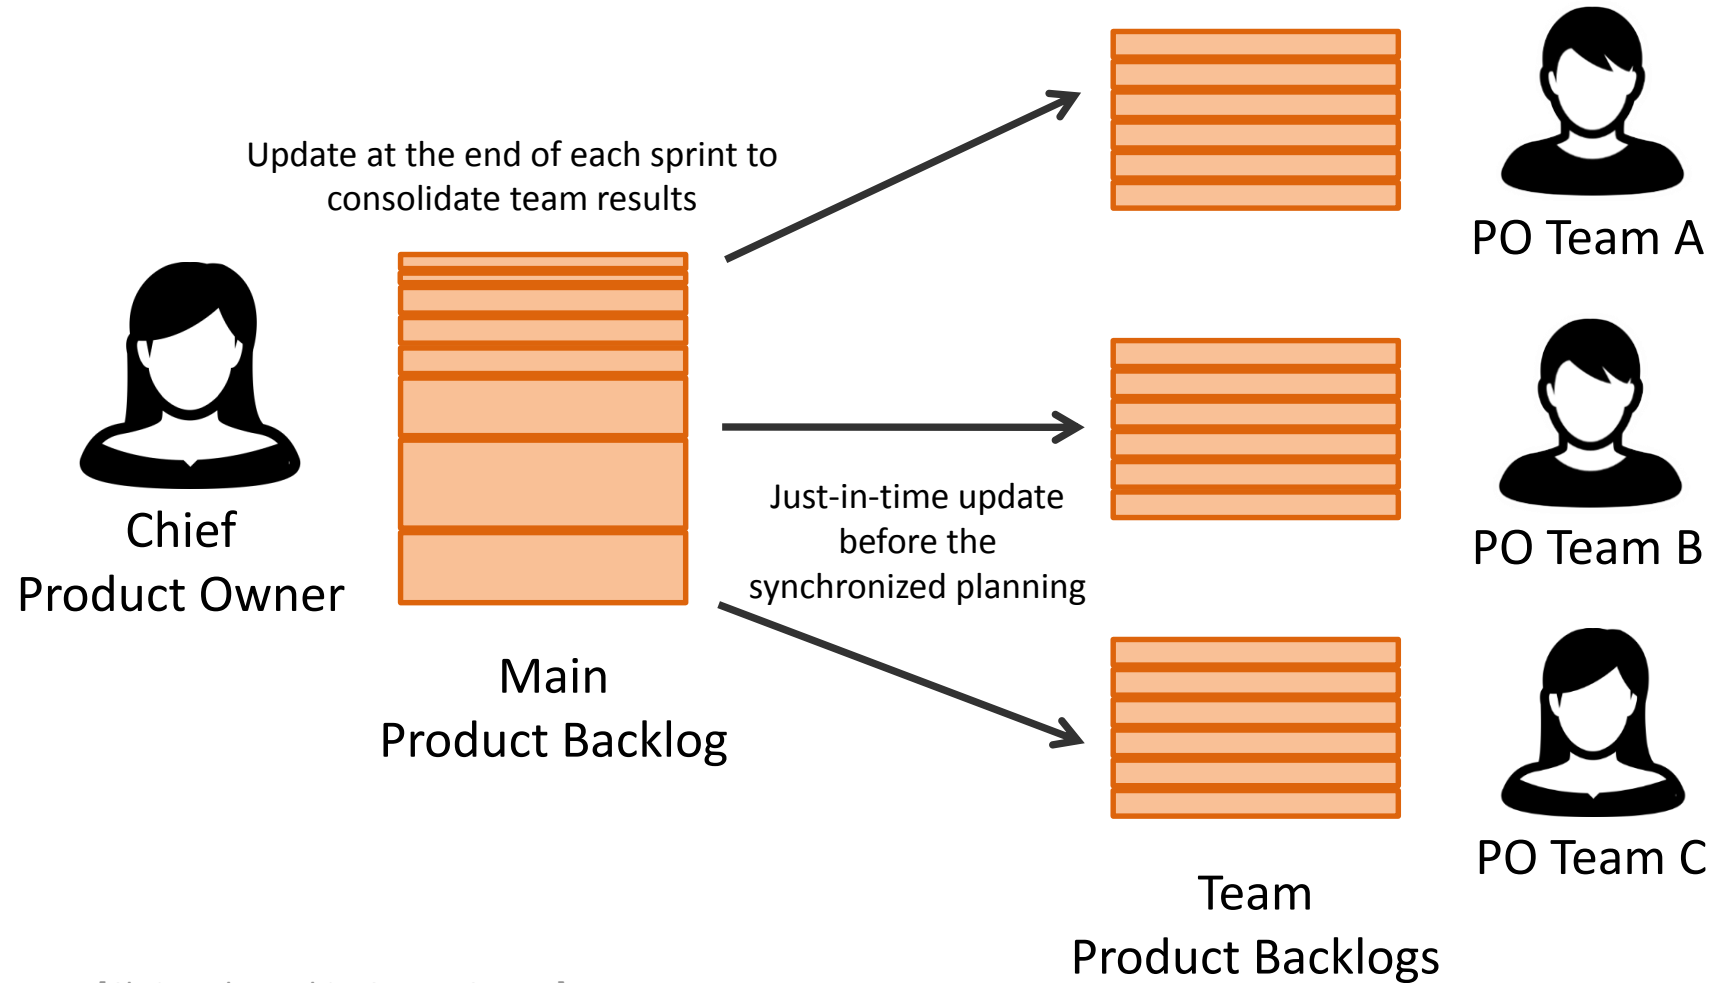 Update at the end of each sprint to
consolidate team results
Chief
Product Owner
Main
Product Backlog
Just-in-time update
before the
synchronized planning
PO Team A
PO Team B
PO Team C
Team
Product Backlogs